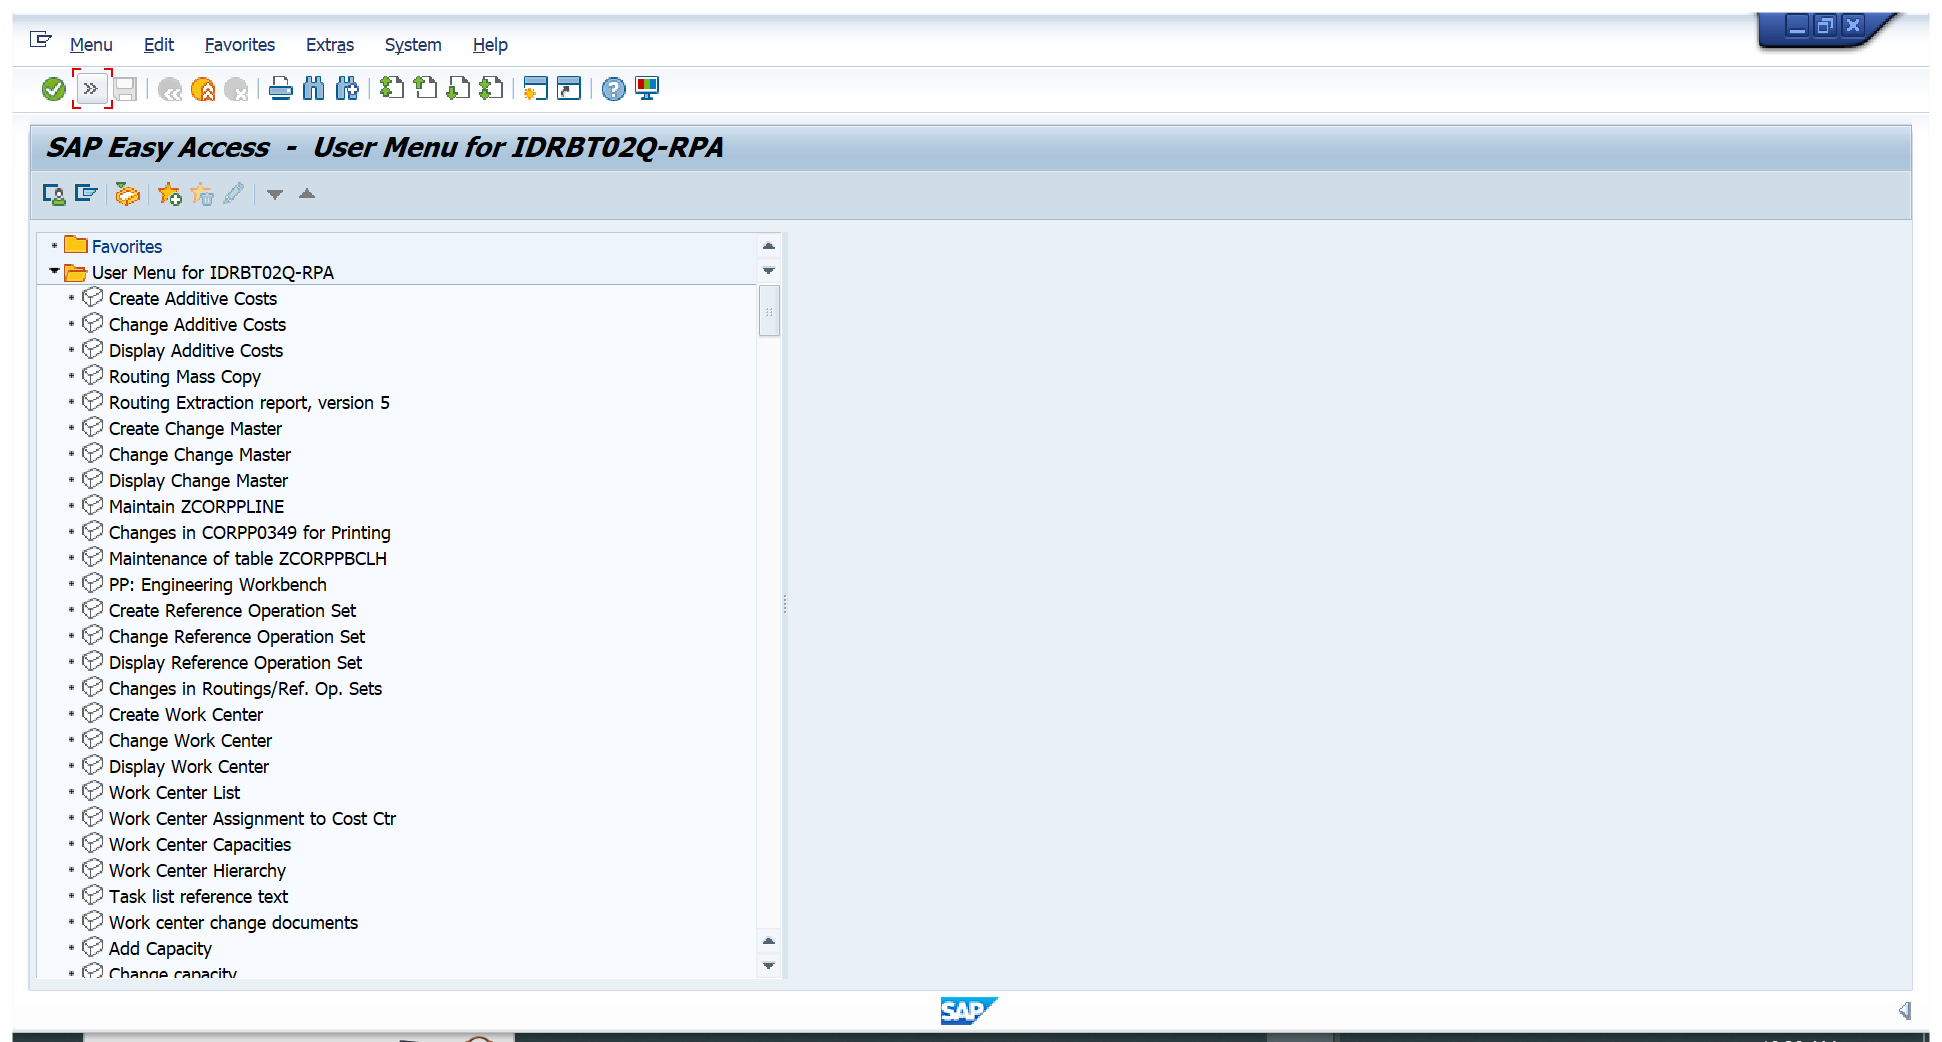 Menu Edit Favorites Extras System Help
SAP Easy Access - User Menu for IDRBT02Q-RPA
Favorites
User Menu for IDRBT02Q-RPA
Create Additive Costs
Change Additive Costs
Display Additive Costs
Routing Mass Copy
Routing Extraction report, version 5
Create Change Master
Change Change Master
Display Change Master
Maintain ZCORPPLINE
Changes in CORPP0349 for Printing
Maintenance of table ZCORPPBCLH
PP: Engineering Workbench
Create Reference Operation Set
Change Reference Operation Set
Display Reference Operation Set
Changes in Routings/Ref. Op. Sets
Create Work Center
Change Work Center
Display Work Center
Work Center List
Work Center Assignment to Cost Ctr
Work Center Capacities
Work Center Hierarchy
Task list reference text
Work center change documents
Add Capacity
Change capacity
SAP